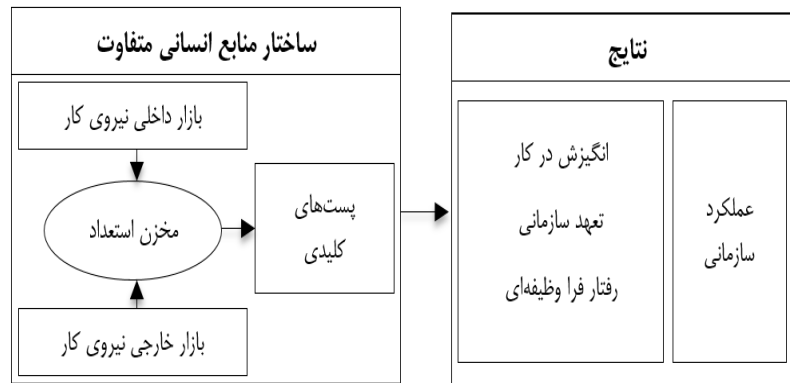 ساختار منابع انسانی متفاوت
بازار داخلی نیروی کار
مخزن استعداد
بازار خارجی نیروی کار
پست‌های
کلیدی
نتایج
انگیزش در کار
تعهد سازمانی
رفتار فرا وظیفه‌ای
عملکرد
سازمانی